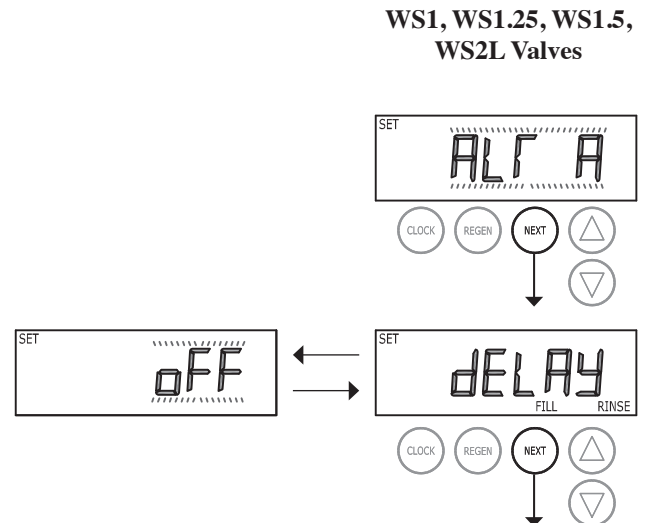 WS1, WS1.25, WS1.5,
WS2L Valves
SET
ALT A
CLOCK REGEN NEXT
SET
oFF
SET
dELAY
FILL RINSE
CLOCK REGEN NEXT